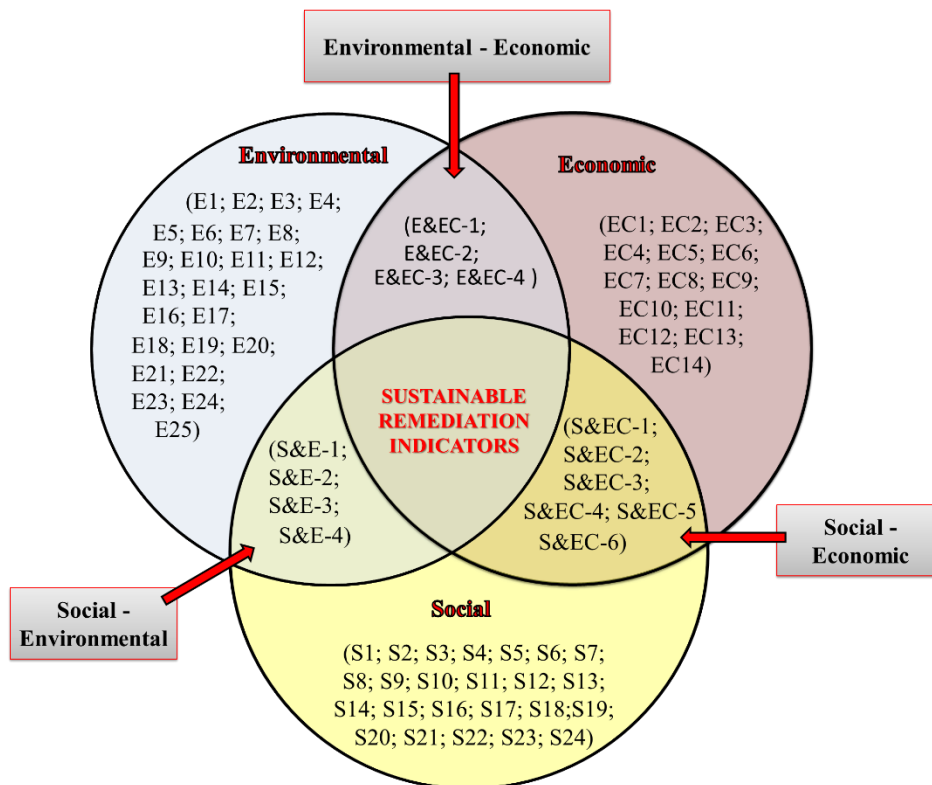 Environmental - Economic
Environmental
(E1; E2; E3; E4;
E5; E6; E7; E8;
E9; E10; E11; E12;
E13; E14; E15;
E16; E17;
E18; E19; E20;
E21; E22;
E23; E24;
E25)
(E&EC-1;
E&EC-2;
E&EC-3; E&EC-4 )
Economic
(EC1; EC2; EC3;
EC4; EC5; EC6;
EC7; EC8; EC9;
EC10; EC11;
EC12; EC13;
EC14)
SUSTAINABLE
REMEDIATION
INDICATORS
(S&E-1;
S&E-2;
S&E-3;
S&E-4)
(S&EC-1;
S&EC-2;
S&EC-3;
S&EC-4; S&EC-5
S&EC-6)
Social -
Economic
Social -
Environmental
Social
(S1; S2; S3; S4; S5; S6; S7;
S8; S9; S10; S11; S12; S13;
S14; S15; S16; S17; S18;S19;
S20; S21; S22; S23; S24)